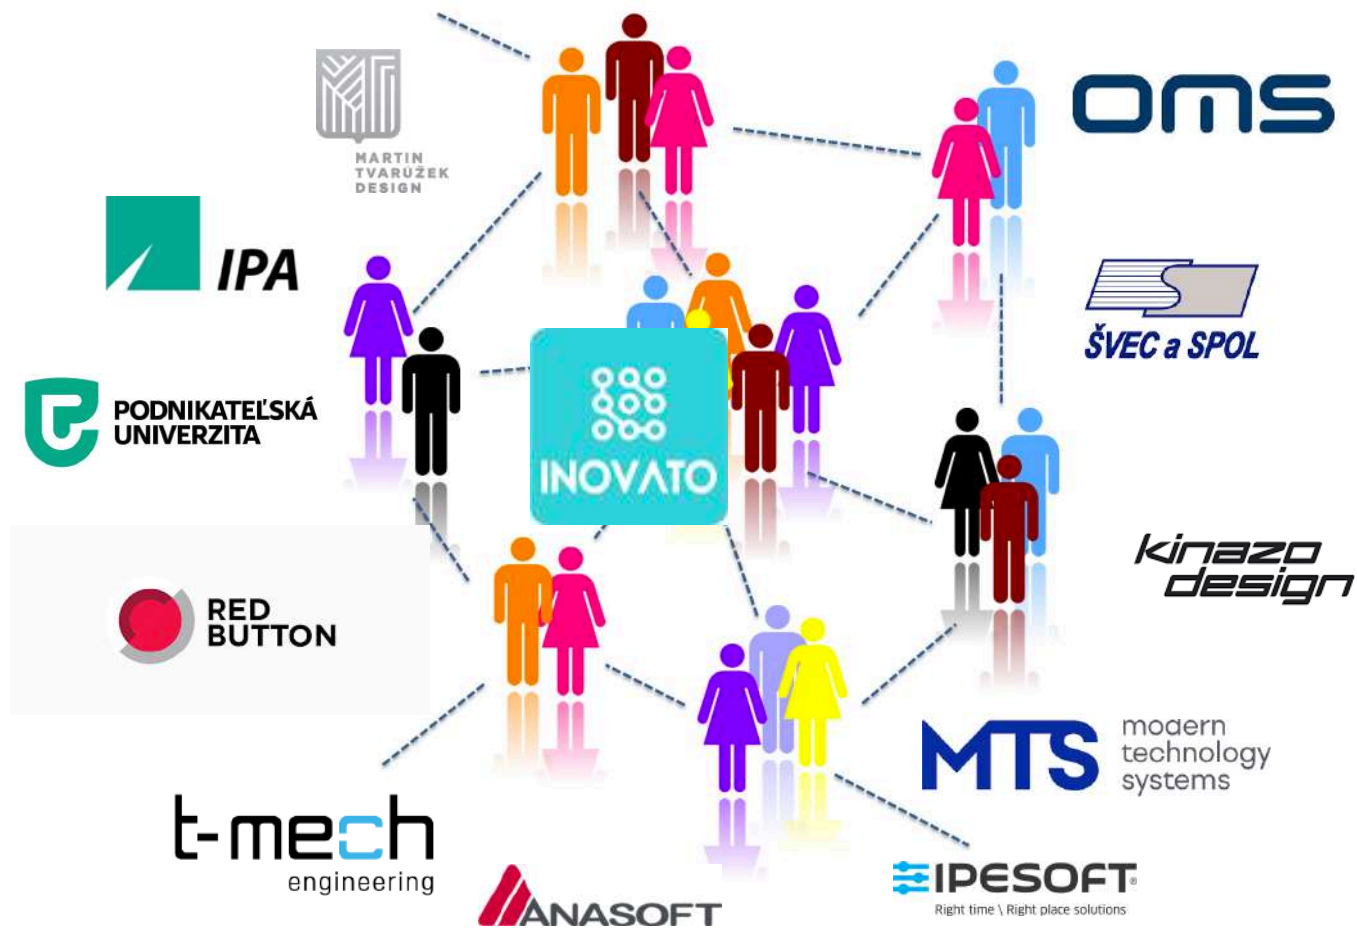 MARTIN
TVARŮŽEK
DESIGN
OMS
IPA
ŠVEC a SPOL
PODNIKATEĽSKÁ
UNIVERZITA
INOVATO
kinazo
design
RED
BUTTON
MTS
modern
technology
systems
t-mech
engineering
ANASOFT
IPESOFT®
Right time \ Right place solutions